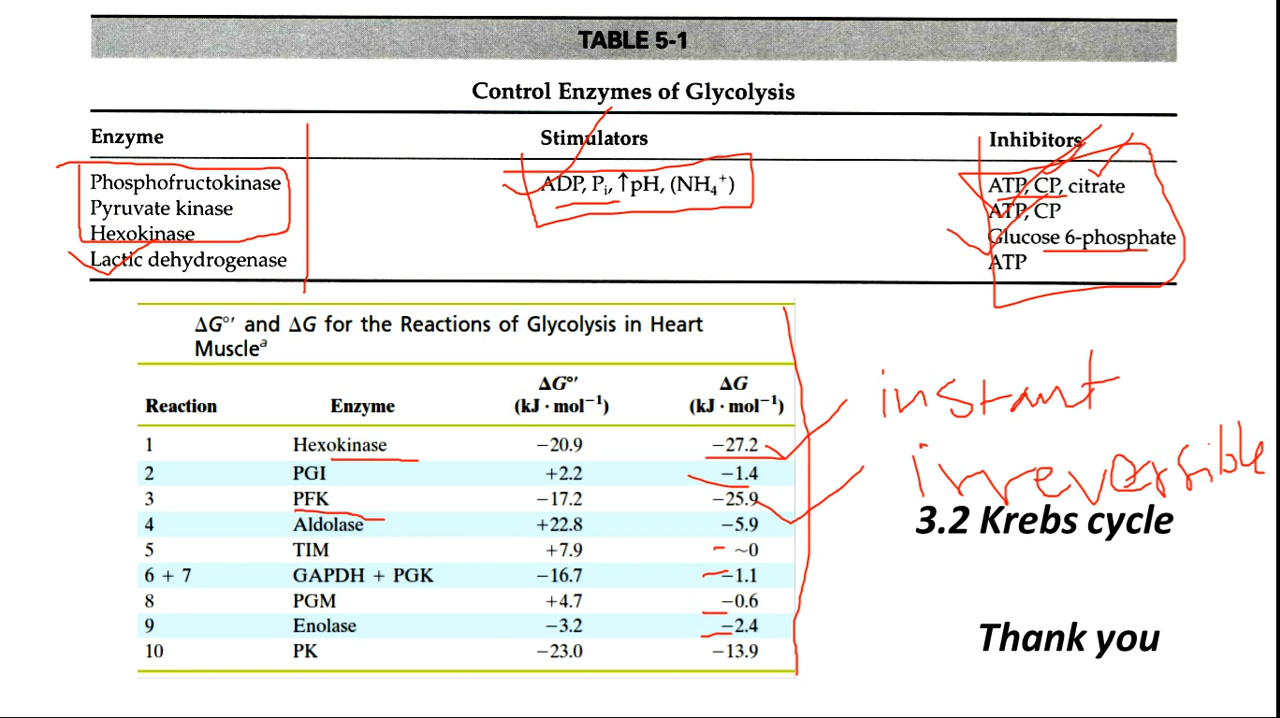 TABLE 5-1
Control Enzymes of Glycolysis
Enzyme Stimulators Inhibitors
Phosphofructokinase ADP, Pᵢ, ↑pH, (NH₄⁺) ATP, CP, citrate
Pyruvate kinase ATP, CP
Hexokinase Glucose 6-phosphate
Lactic dehydrogenase ATP
ΔG°′ and ΔG for the Reactions of Glycolysis in Heart
Muscleᵃ
ΔG°′ ΔG
Reaction Enzyme (kJ · mol⁻¹) (kJ · mol⁻¹)
1 Hexokinase −20.9 −27.2
2 PGI +2.2 −1.4
3 PFK −17.2 −25.9
4 Aldolase +22.8 −5.9
5 TIM +7.9 ~0
6 + 7 GAPDH + PGK −16.7 −1.1
8 PGM +4.7 −0.6
9 Enolase −3.2 −2.4
10 PK −23.0 −13.9
instant
irreversible
3.2 Krebs cycle
Thank you